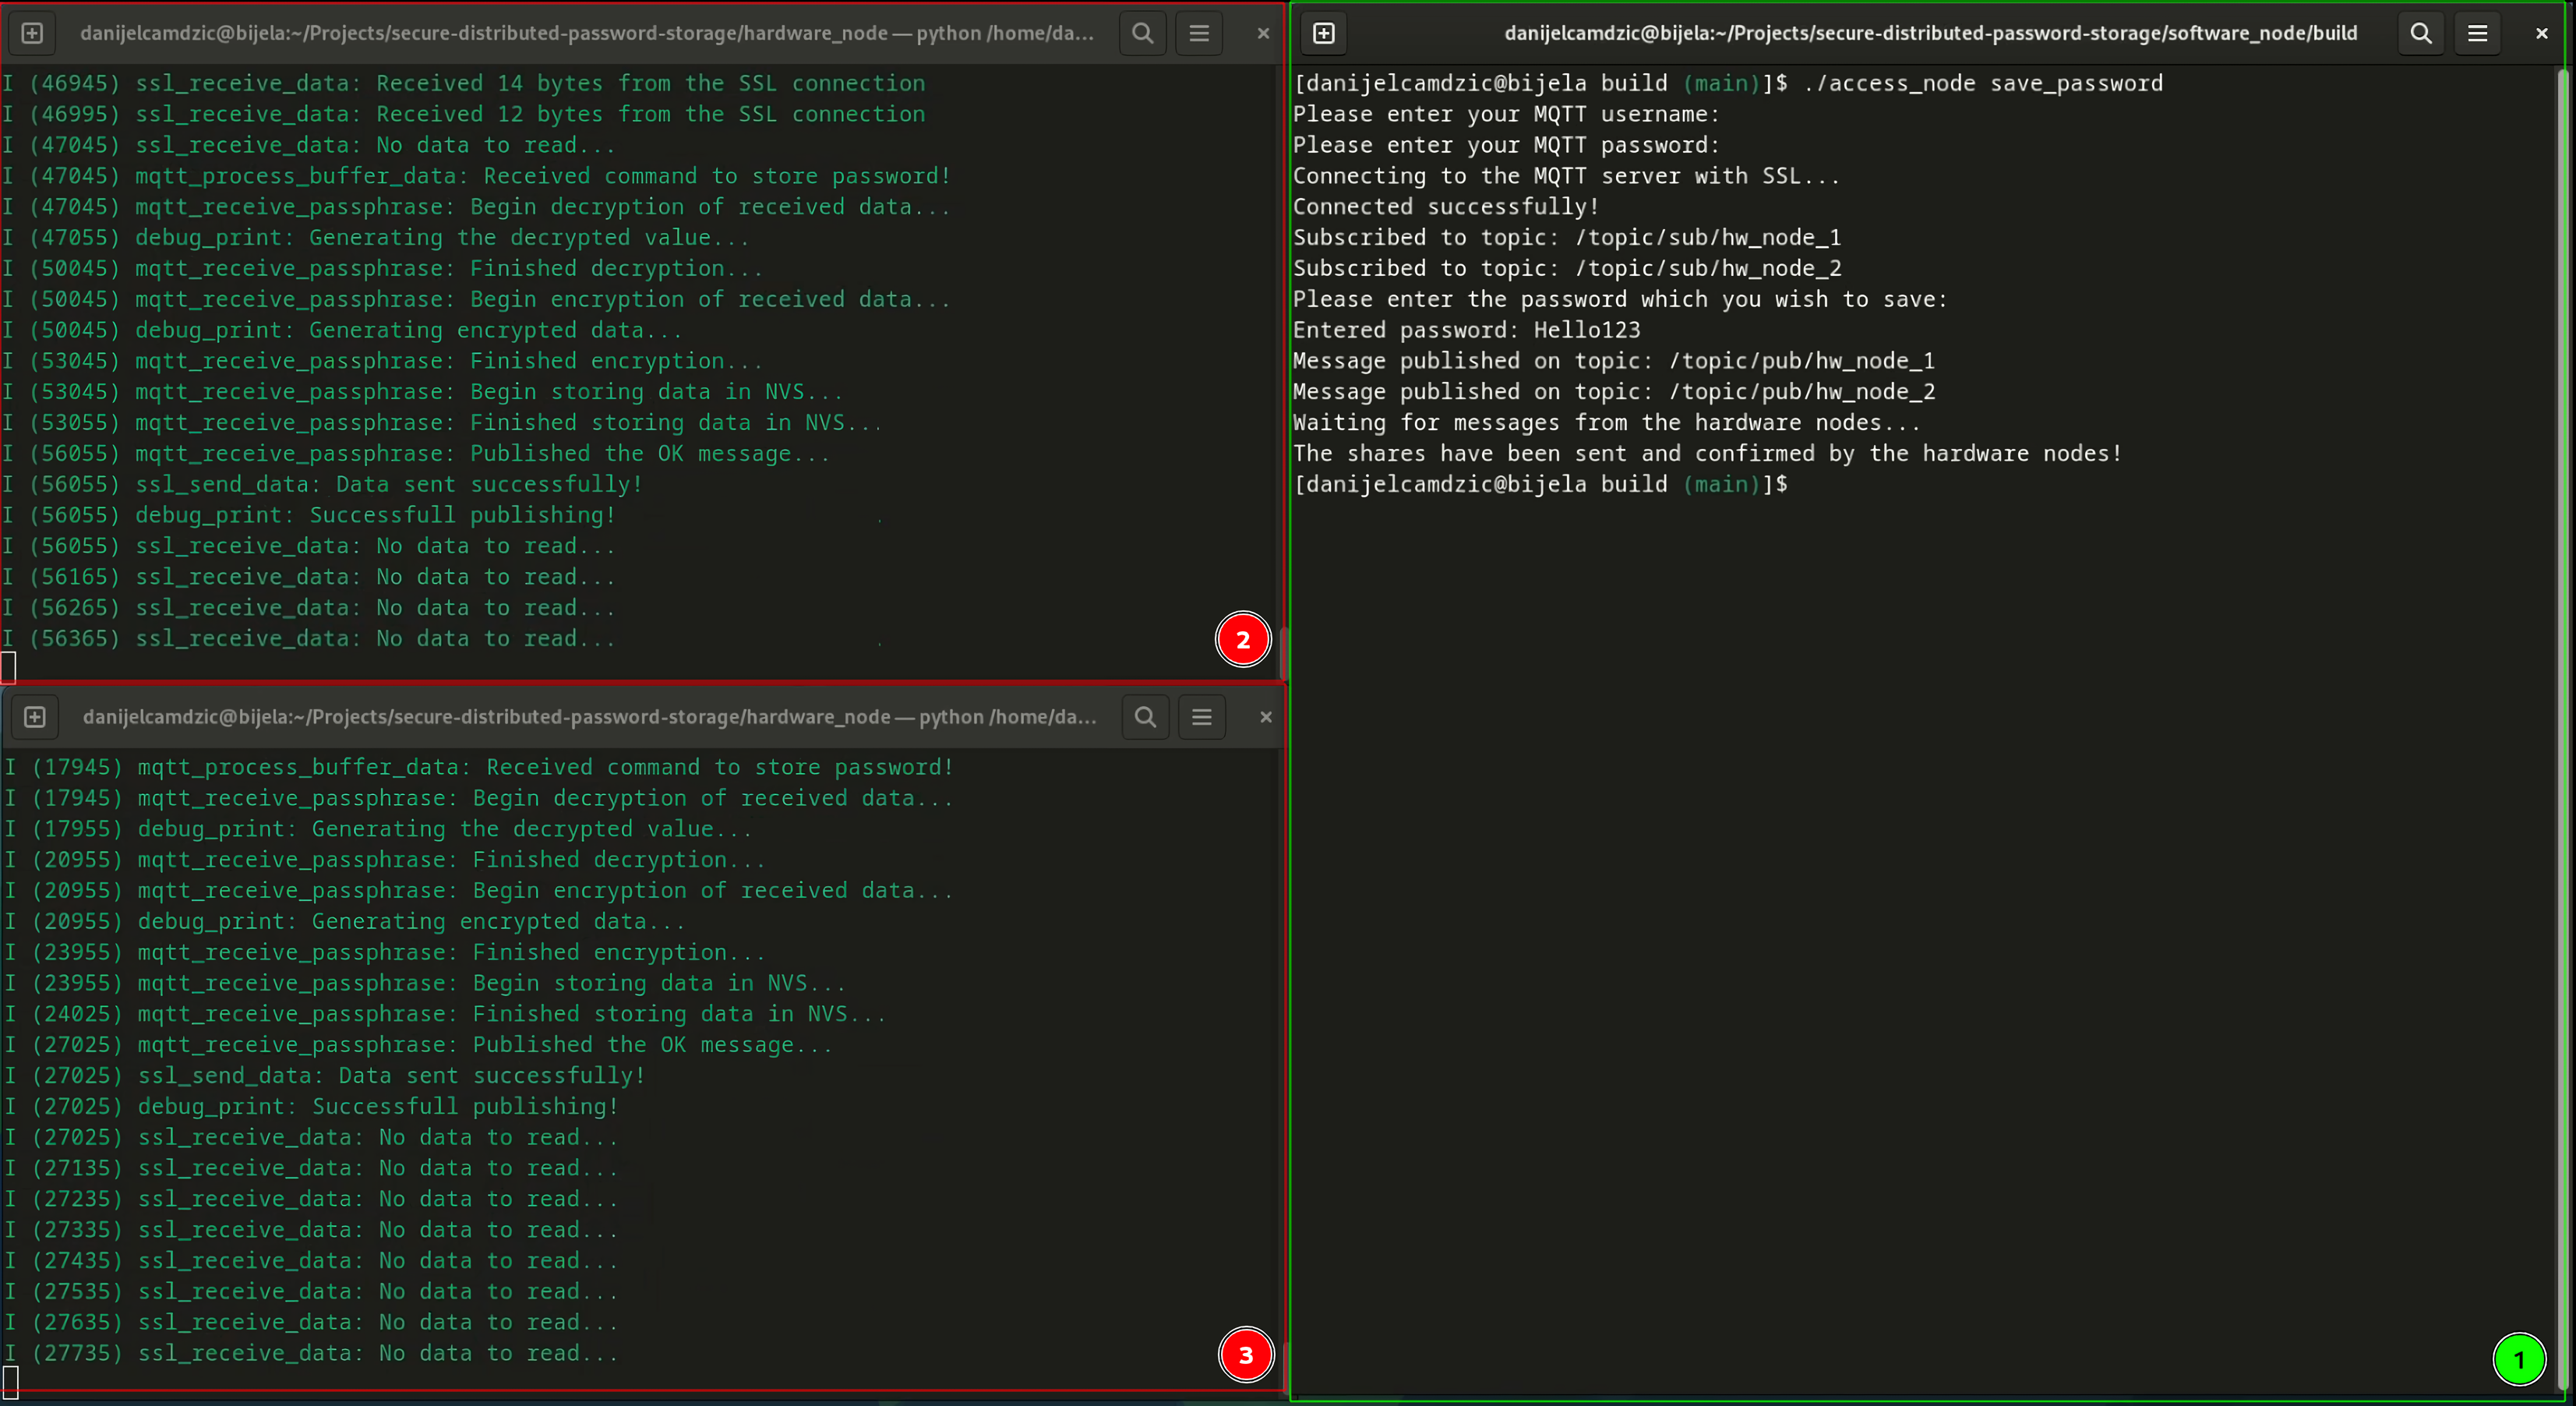 danijelcamdzic@bijela:~/Projects/secure-distributed-password-storage/hardware_node — python /home/da...
I (46945) ssl_receive_data: Received 14 bytes from the SSL connection
I (46995) ssl_receive_data: Received 12 bytes from the SSL connection
I (47045) ssl_receive_data: No data to read...
I (47045) mqtt_process_buffer_data: Received command to store password!
I (47045) mqtt_receive_passphrase: Begin decryption of received data...
I (47055) debug_print: Generating the decrypted value...
I (50045) mqtt_receive_passphrase: Finished decryption...
I (50045) mqtt_receive_passphrase: Begin encryption of received data...
I (50045) debug_print: Generating encrypted data...
I (53045) mqtt_receive_passphrase: Finished encryption...
I (53045) mqtt_receive_passphrase: Begin storing data in NVS...
I (53055) mqtt_receive_passphrase: Finished storing data in NVS...
I (56055) mqtt_receive_passphrase: Published the OK message...
I (56055) ssl_send_data: Data sent successfully!
I (56055) debug_print: Successfull publishing!
I (56055) ssl_receive_data: No data to read...
I (56165) ssl_receive_data: No data to read...
I (56265) ssl_receive_data: No data to read...
I (56365) ssl_receive_data: No data to read...
2
danijelcamdzic@bijela:~/Projects/secure-distributed-password-storage/hardware_node — python /home/da...
I (17945) mqtt_process_buffer_data: Received command to store password!
I (17945) mqtt_receive_passphrase: Begin decryption of received data...
I (17955) debug_print: Generating the decrypted value...
I (20955) mqtt_receive_passphrase: Finished decryption...
I (20955) mqtt_receive_passphrase: Begin encryption of received data...
I (20955) debug_print: Generating encrypted data...
I (23955) mqtt_receive_passphrase: Finished encryption...
I (23955) mqtt_receive_passphrase: Begin storing data in NVS...
I (24025) mqtt_receive_passphrase: Finished storing data in NVS...
I (27025) mqtt_receive_passphrase: Published the OK message...
I (27025) ssl_send_data: Data sent successfully!
I (27025) debug_print: Successfull publishing!
I (27025) ssl_receive_data: No data to read...
I (27135) ssl_receive_data: No data to read...
I (27235) ssl_receive_data: No data to read...
I (27335) ssl_receive_data: No data to read...
I (27435) ssl_receive_data: No data to read...
I (27535) ssl_receive_data: No data to read...
I (27635) ssl_receive_data: No data to read...
I (27735) ssl_receive_data: No data to read...
3
danijelcamdzic@bijela:~/Projects/secure-distributed-password-storage/software_node/build
[danijelcamdzic@bijela build (main)]$ ./access_node save_password
Please enter your MQTT username:
Please enter your MQTT password:
Connecting to the MQTT server with SSL...
Connected successfully!
Subscribed to topic: /topic/sub/hw_node_1
Subscribed to topic: /topic/sub/hw_node_2
Please enter the password which you wish to save:
Entered password: Hello123
Message published on topic: /topic/pub/hw_node_1
Message published on topic: /topic/pub/hw_node_2
Waiting for messages from the hardware nodes...
The shares have been sent and confirmed by the hardware nodes!
[danijelcamdzic@bijela build (main)]$
1